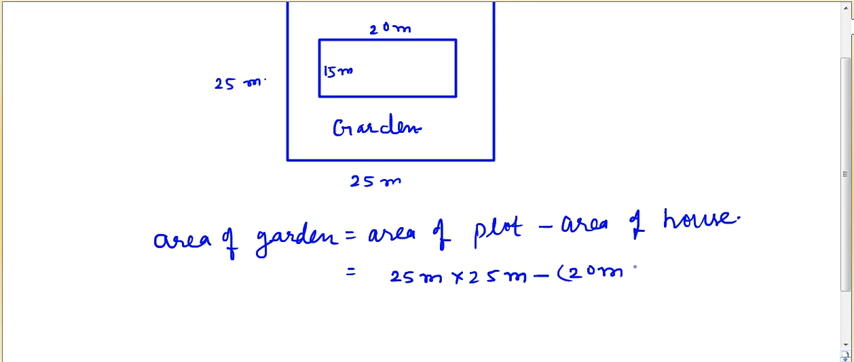 20m
15m
25 m.
Garden
25 m
area of garden = area of plot - area of house.
= 25m × 25m - (20m